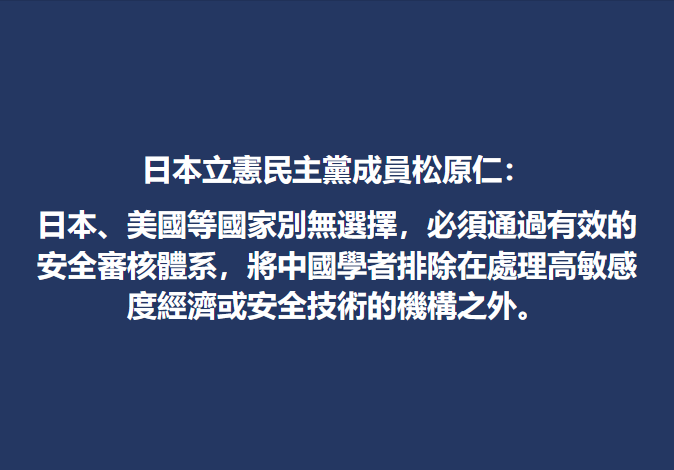 日本立憲民主黨成員松原仁：
日本、美國等國家別無選擇，必須通過有效的
安全審核體系，將中國學者排除在處理高敏感
度經濟或安全技術的機構之外。